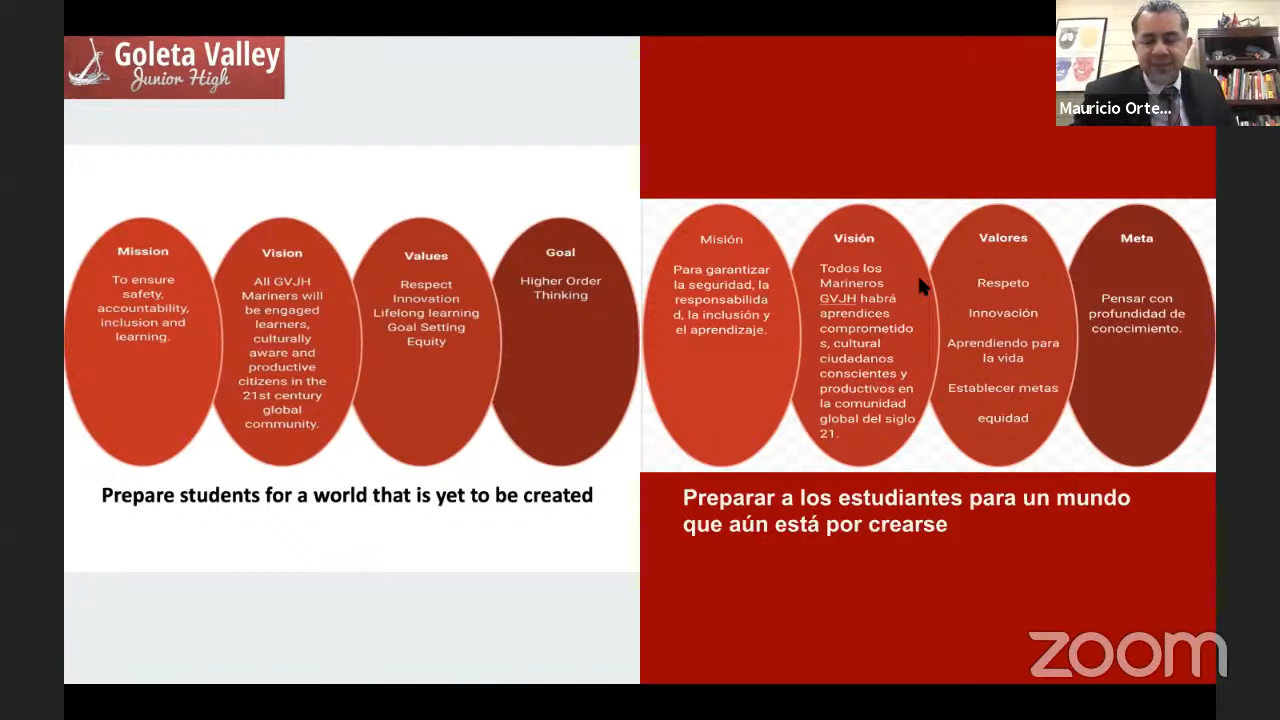 Goleta Valley
Junior High
Mission
To ensure
safety,
accountability,
inclusion and
learning.
Vision
All GVJH
Mariners will
be engaged
learners,
culturally
aware and
productive
citizens in the
21st century
global
community.
Values
Respect
Innovation
Lifelong learning
Goal Setting
Equity
Goal
Higher Order
Thinking
Prepare students for a world that is yet to be created
Misión
Para garantizar
la seguridad, la
responsabilida
d, la inclusión y
el aprendizaje.
Visión
Todos los
Marineros
GVJH habrá
aprendices
comprometido
s, cultural
ciudadanos
conscientes y
productivos en
la comunidad
global del siglo
21.
Valores
Respeto
Innovación
Aprendiendo para
la vida
Establecer metas
equidad
Meta
Pensar con
profundidad de
conocimiento.
Preparar a los estudiantes para un mundo
que aún está por crearse
Mauricio Orte...
zoom